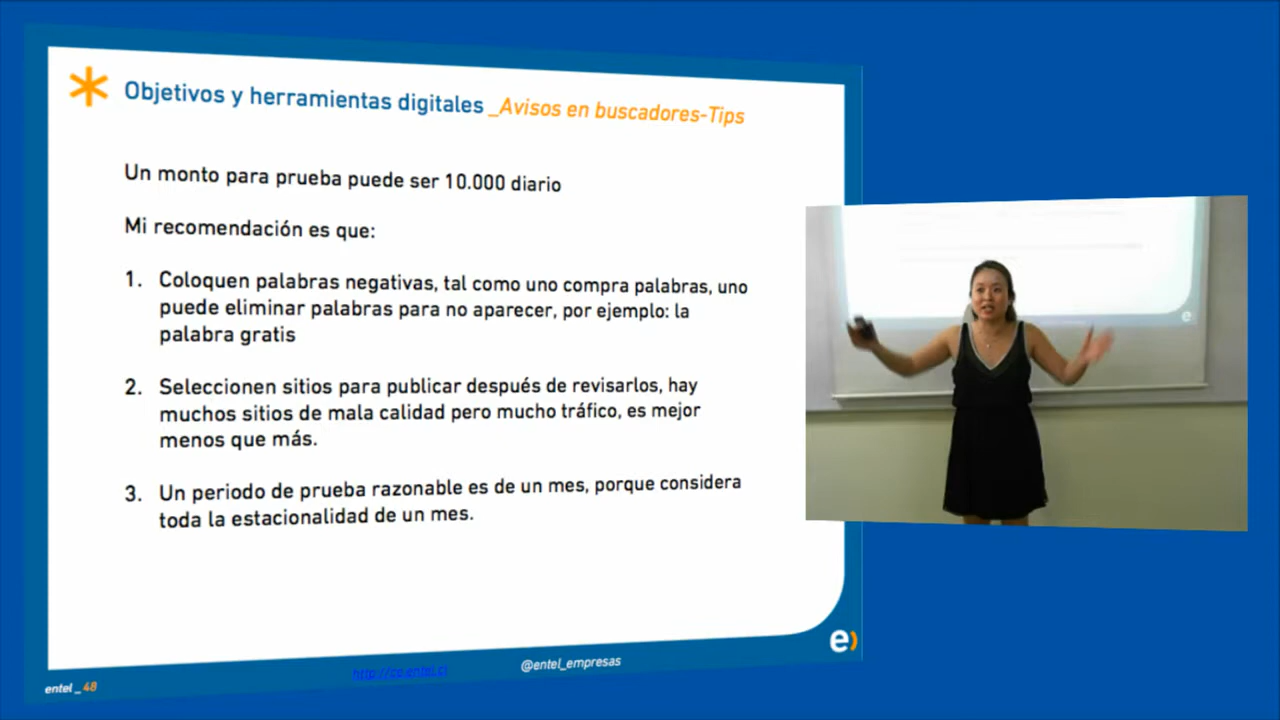 Objetivos y herramientas digitales _Avisos en buscadores-Tips
Un monto para prueba puede ser 10.000 diario
Mi recomendación es que:
1. Coloquen palabras negativas, tal como uno compra palabras, uno
puede eliminar palabras para no aparecer, por ejemplo: la
palabra gratis
2. Seleccionen sitios para publicar después de revisarlos, hay
muchos sitios de mala calidad pero mucho tráfico, es mejor
menos que más.
3. Un periodo de prueba razonable es de un mes, porque considera
toda la estacionalidad de un mes.
e)
entel _ 48
@entel_empresas